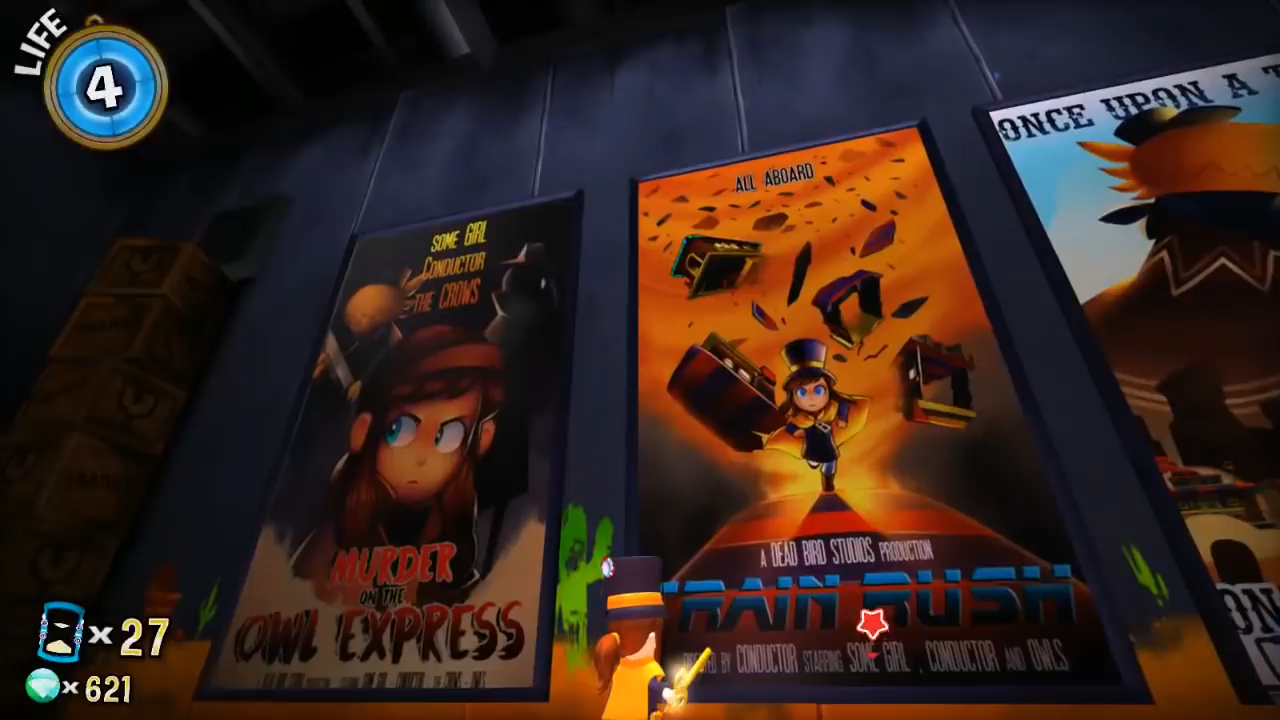 LIFE
4
SOME GIRL
CONDUCTOR
THE CROWS
MURDER
ON THE
OWL EXPRESS
ALL ABOARD
A DEAD BIRD STUDIOS PRODUCTION
TRAIN RUSH
BY CONDUCTOR STARRING SOME GIRL, CONDUCTOR AND OWLS
ONCE UPON A
x 27
x 621